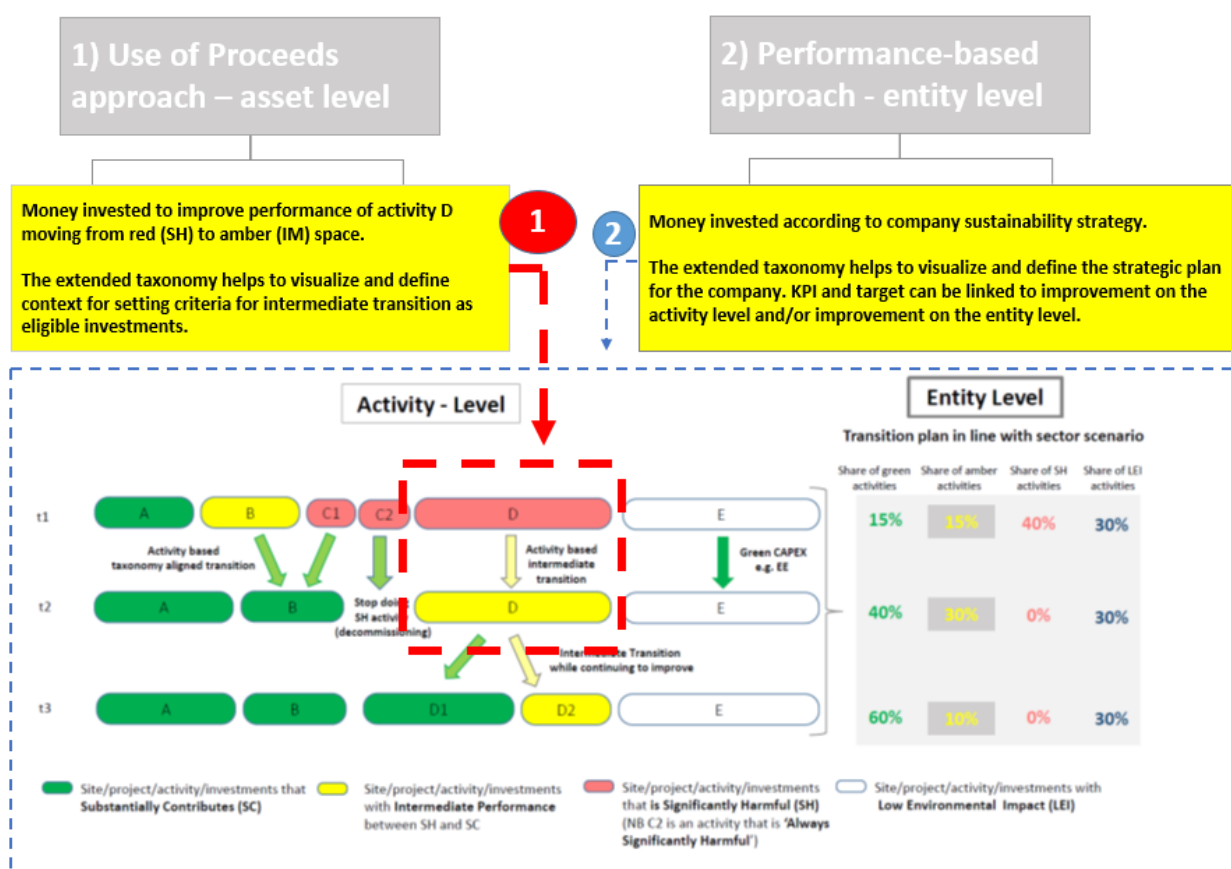 1) Use of Proceeds
approach – asset level
2) Performance-based
approach - entity level
Money invested to improve performance of activity D
moving from red (SH) to amber (IM) space.
The extended taxonomy helps to visualize and define
context for setting criteria for intermediate transition as
eligible investments.
1
2
Money invested according to company sustainability strategy.
The extended taxonomy helps to visualize and define the strategic plan
for the company. KPI and target can be linked to improvement on the
activity level and/or improvement on the entity level.
Activity - Level
Entity Level
Transition plan in line with sector scenario
Share of green
activities
Share of amber
activities
Share of SH
activities
Share of LEI
activities
t1
A
B
C1
C2
D
E
15%
15%
40%
30%
Activity based
taxonomy aligned transition
Activity based
intermediate
transition
Green CAPEX
e.g. EE
t2
A
B
Stop doing
SH activity
(decommissioning)
D
E
40%
30%
0%
30%
Intermediate Transition
while continuing to improve
t3
A
B
D1
D2
E
60%
10%
0%
30%
Site/project/activity/investments that
Substantially Contributes (SC)
Site/project/activity/investments
with Intermediate Performance
between SH and SC
Site/project/activity/investments
that is Significantly Harmful (SH)
(NB C2 is an activity that is 'Always
Significantly Harmful')
Site/project/activity/investments with
Low Environmental Impact (LEI)